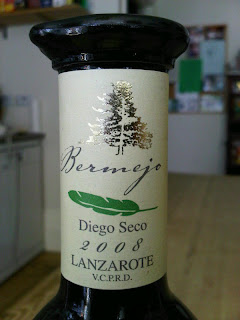 Bermejo
Diego Seco
2008
LANZAROTE
V.C.P.R.D.